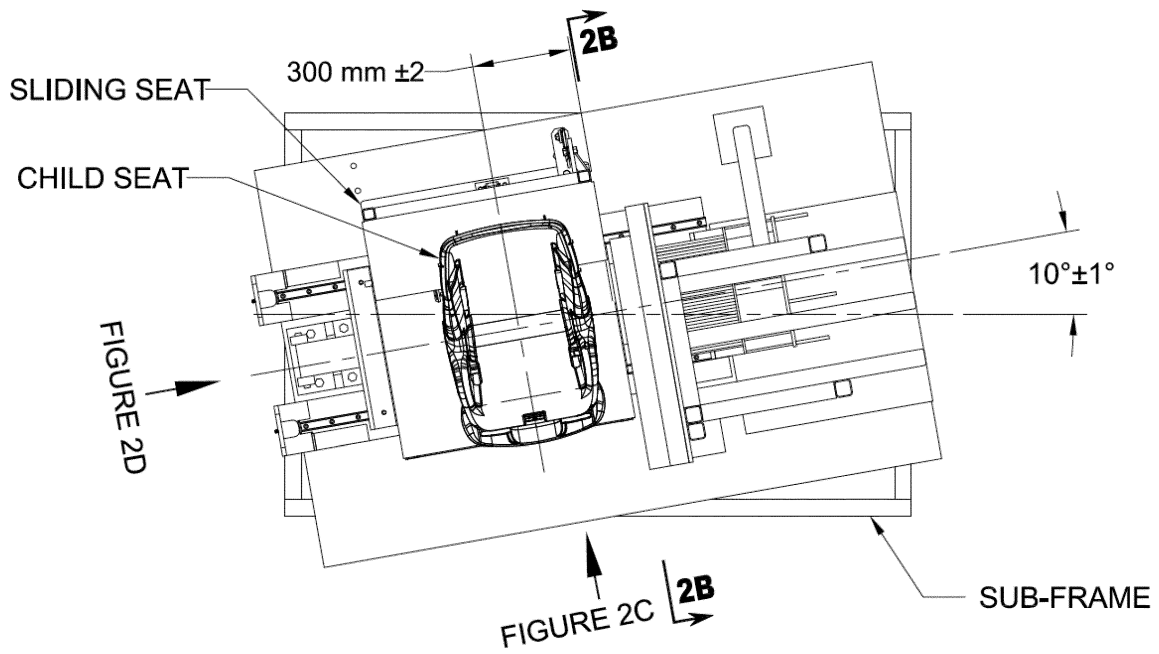 2B
300 mm ±2
SLIDING SEAT
CHILD SEAT
10°±1°
FIGURE 2D
2B
FIGURE 2C
SUB-FRAME